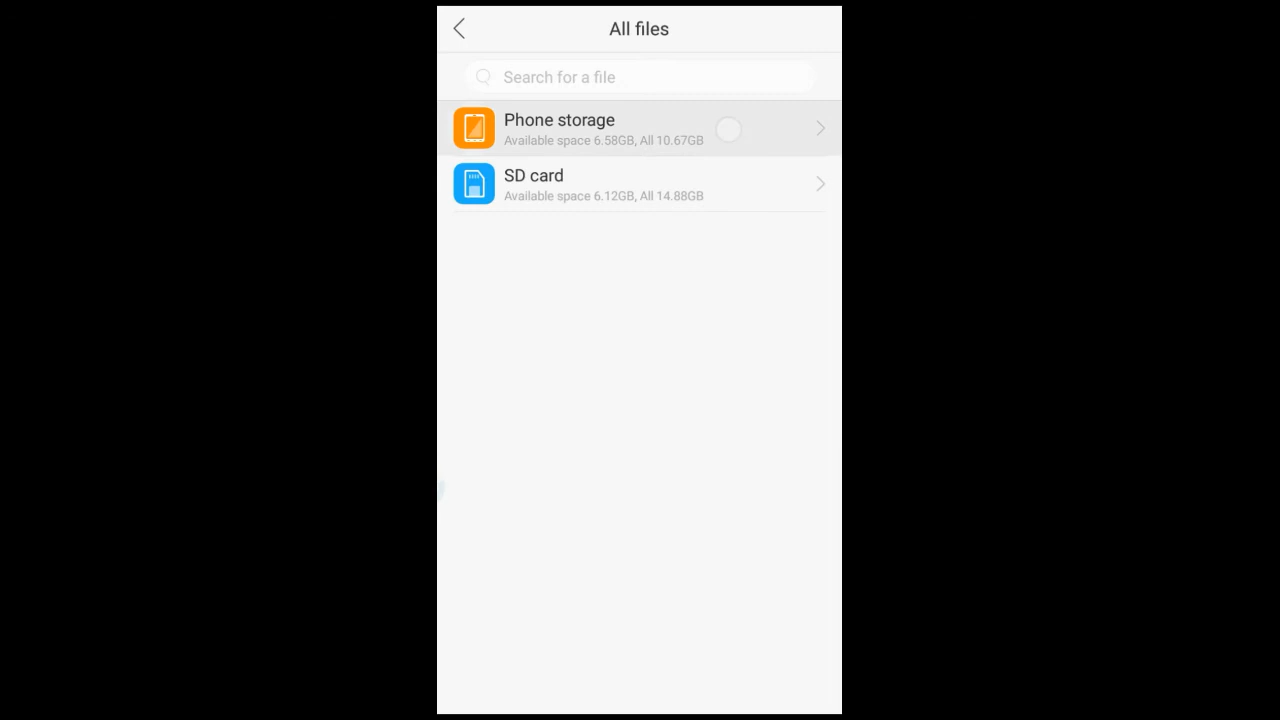 All files
Search for a file
Phone storage
Available space 6.58GB, All 10.67GB
SD card
Available space 6.12GB, All 14.88GB